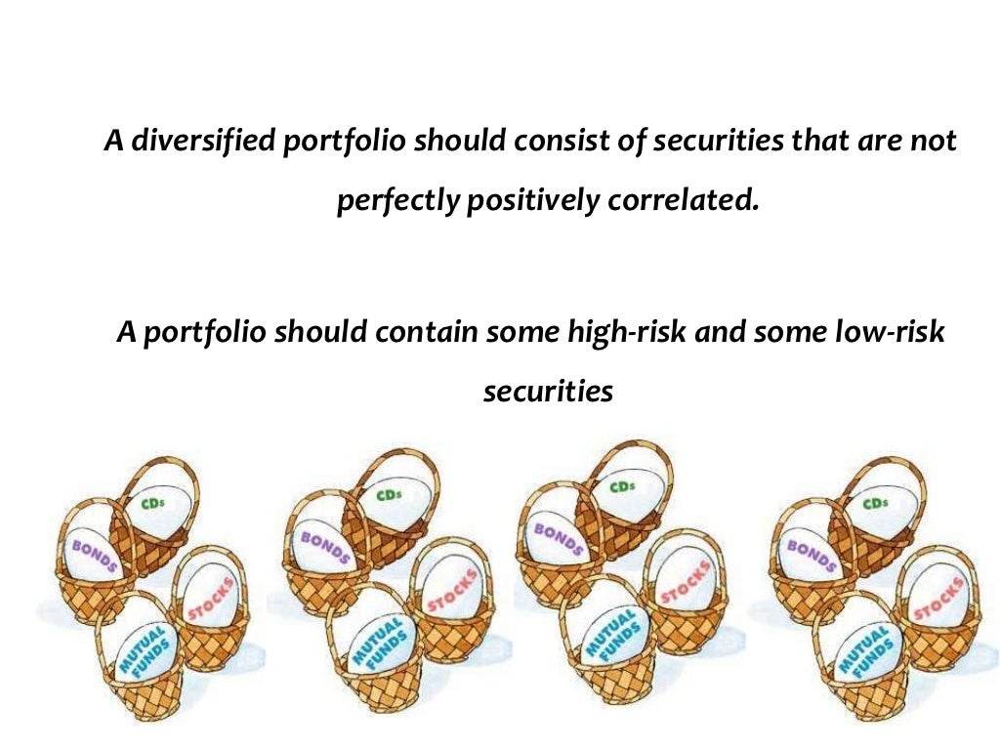 A diversified portfolio should consist of securities that are not
perfectly positively correlated.
A portfolio should contain some high-risk and some low-risk
securities
CDs
BONDS
STOCKS
MUTUAL
FUNDS
CDs
BONDS
STOCKS
MUTUAL
FUNDS
CDs
BONDS
STOCKS
MUTUAL
FUNDS
CDs
BONDS
STOCKS
MUTUAL
FUNDS